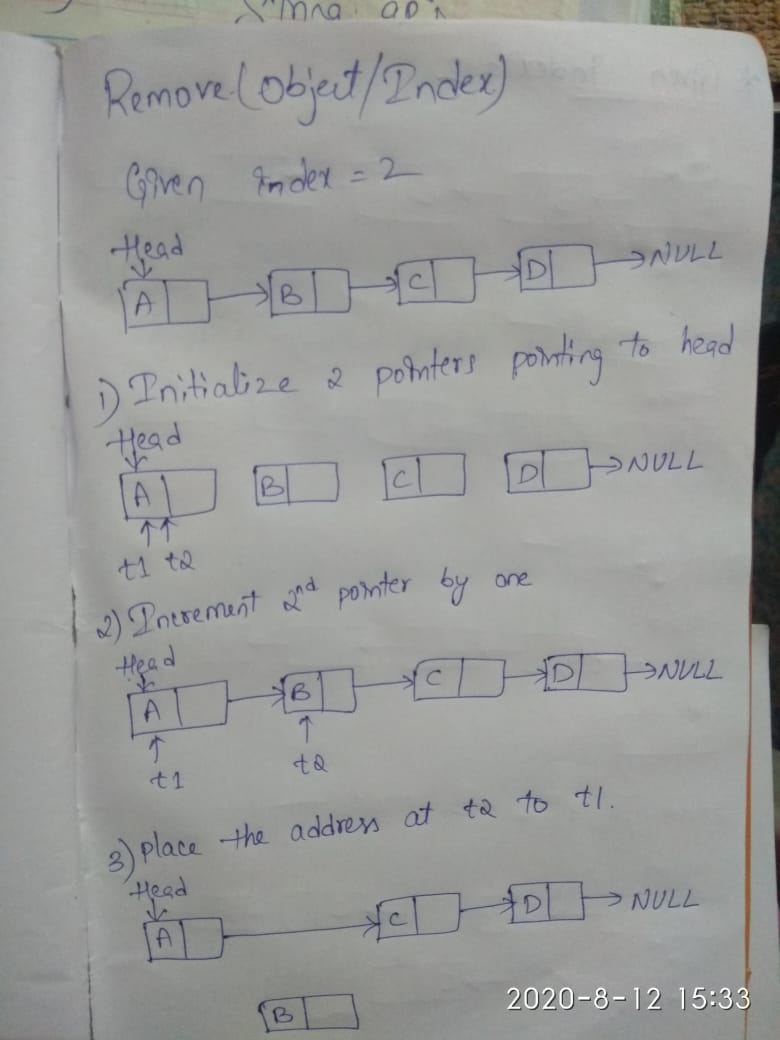 Remove(Object/Index)
Given Index = 2
Head
A B C D NULL
1) Initialize 2 pointers pointing to head
Head
A B C D NULL
t1 t2
2) Increment 2nd pointer by one
Head
A B C D NULL
t1 t2
3) place the address at t2 to t1.
Head
A C D NULL
B
2020-8-12 15:33